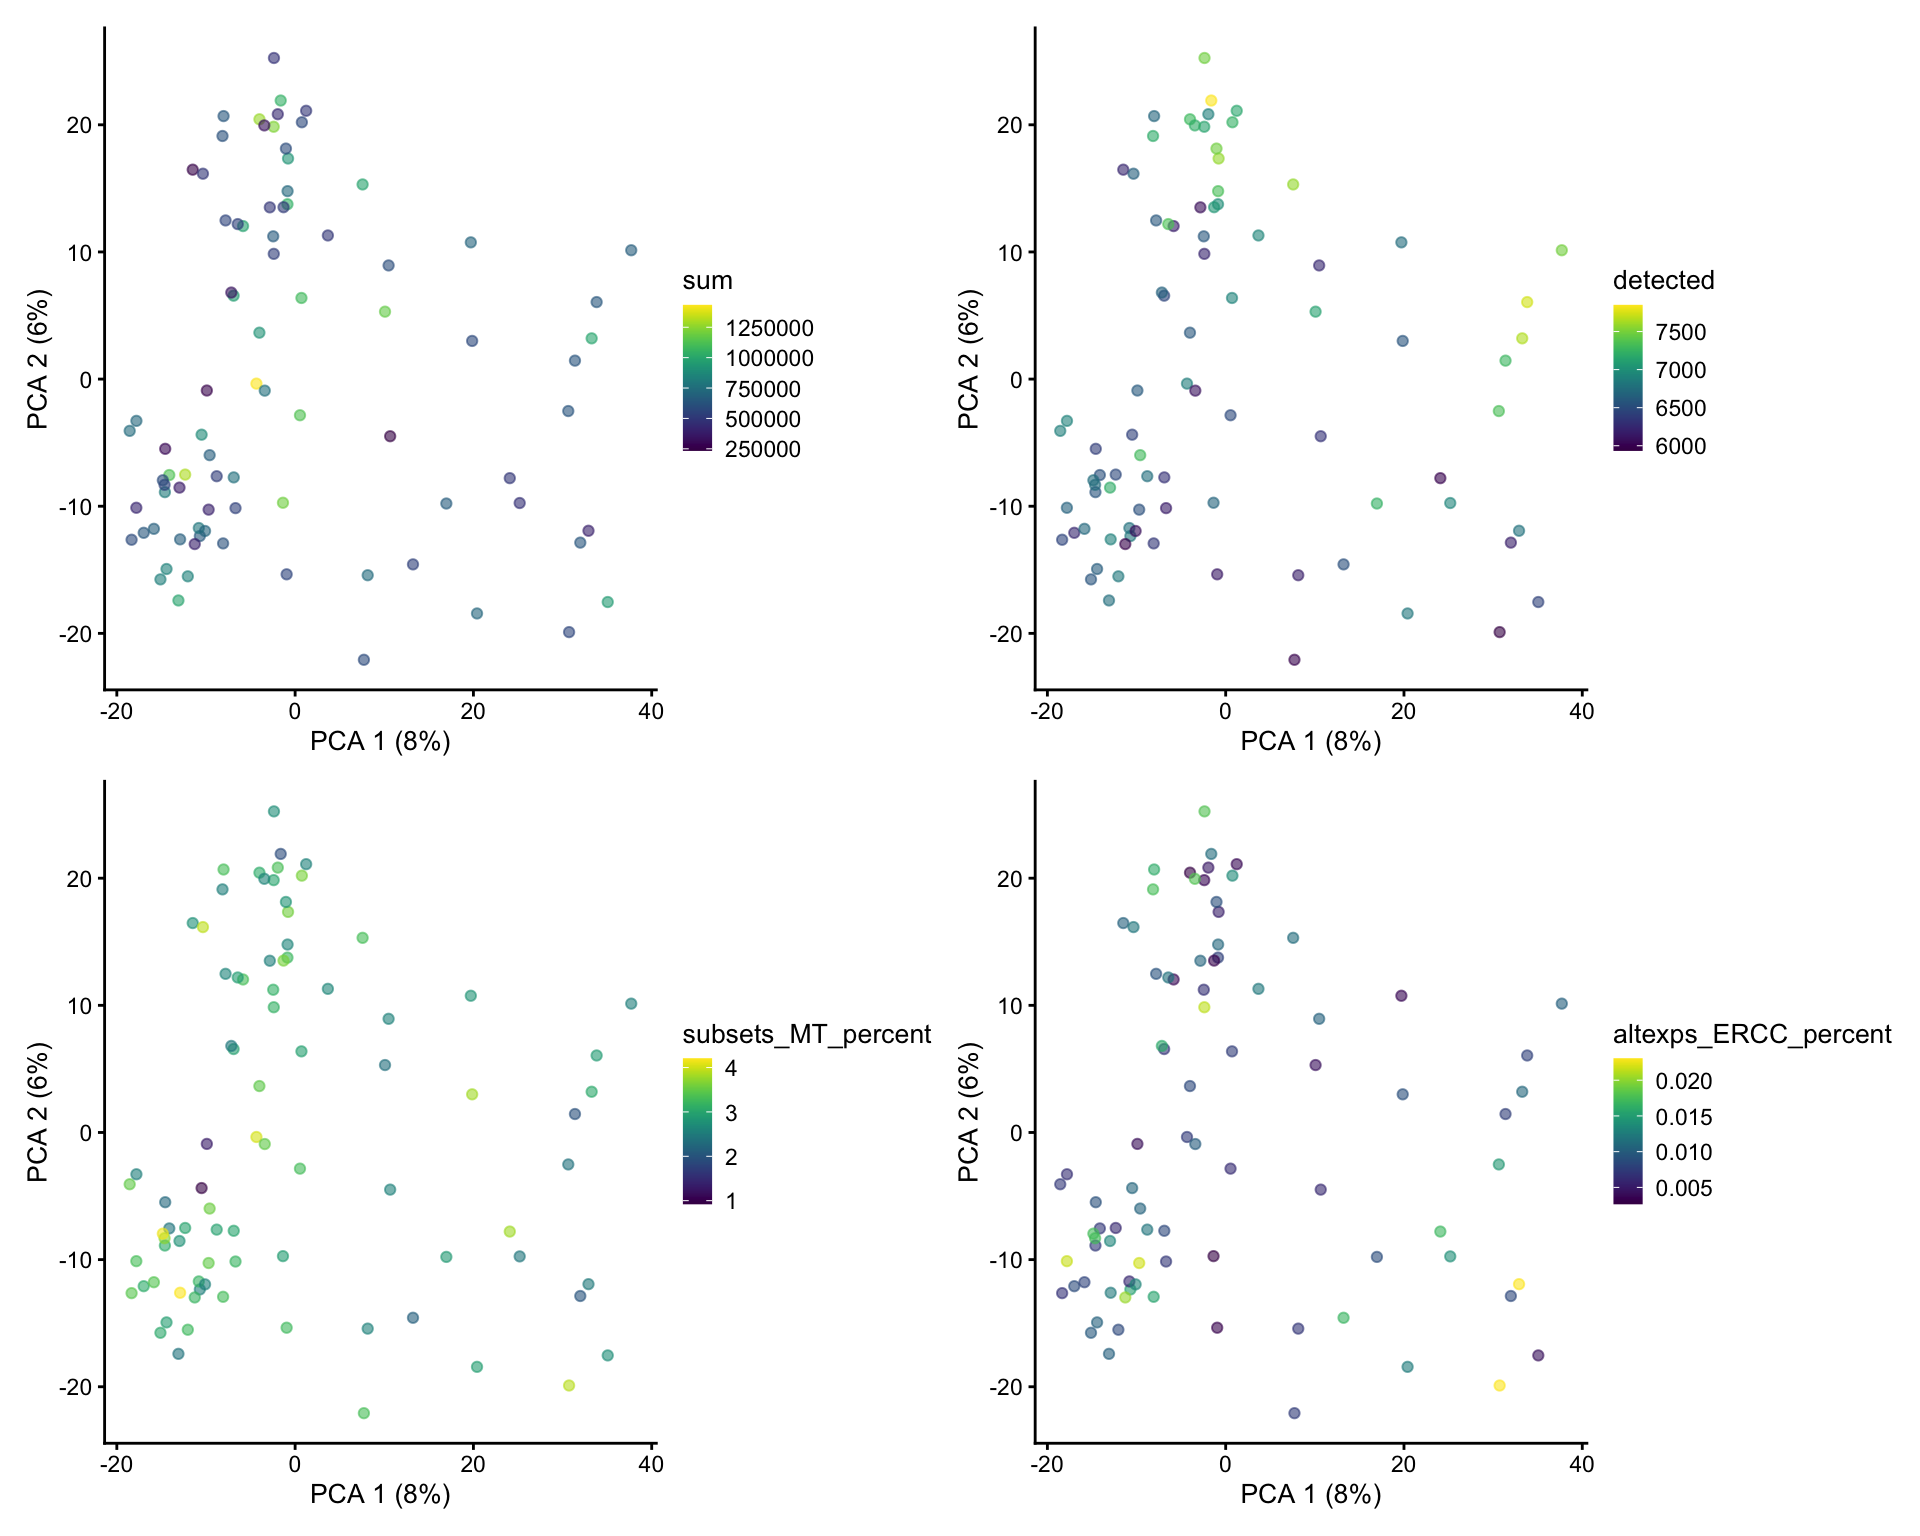 20
10
0
-10
-20
PCA 2 (6%)
-20 0 20 40
PCA 1 (8%)
sum
1250000
1000000
750000
500000
250000
20
10
0
-10
-20
PCA 2 (6%)
-20 0 20 40
PCA 1 (8%)
detected
7500
7000
6500
6000
20
10
0
-10
-20
PCA 2 (6%)
-20 0 20 40
PCA 1 (8%)
subsets_MT_percent
4
3
2
1
20
10
0
-10
-20
PCA 2 (6%)
-20 0 20 40
PCA 1 (8%)
altexps_ERCC_percent
0.020
0.015
0.010
0.005